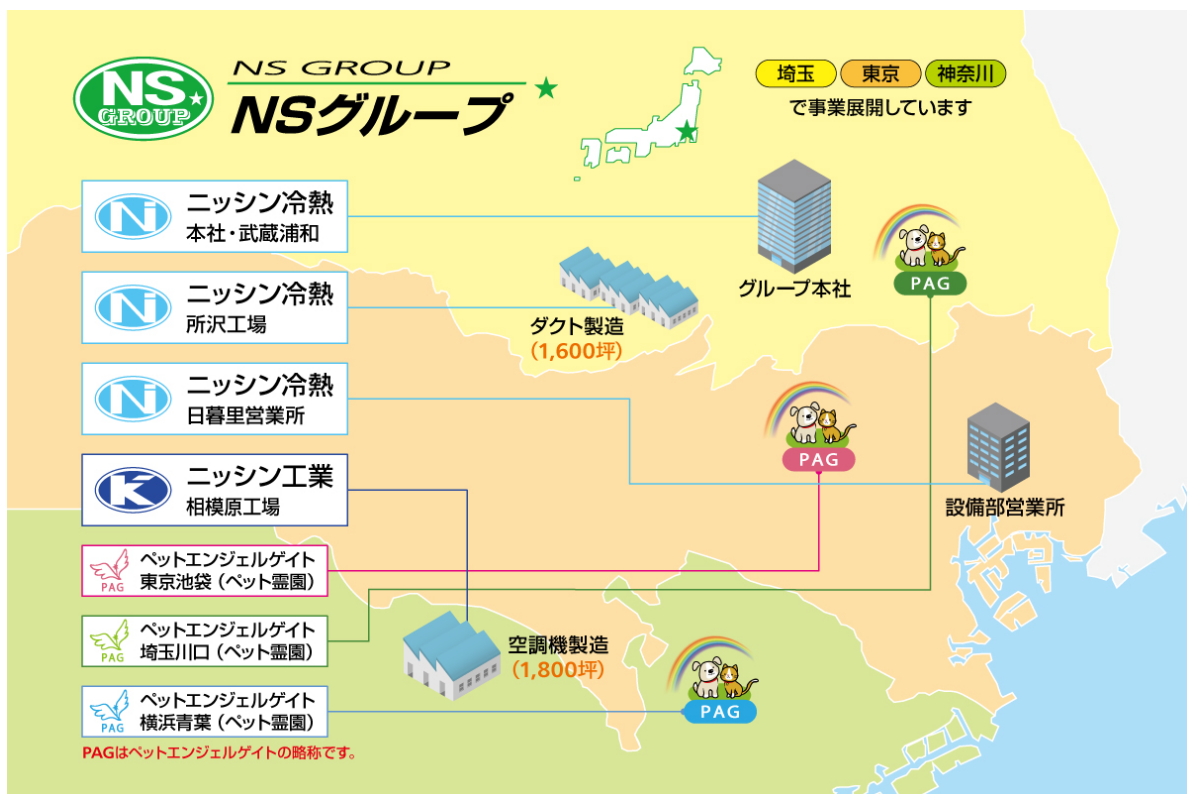 NS
GROUP
NS GROUP
NSグループ
埼玉 東京 神奈川
で事業展開しています
Ni
ニッシン冷熱
本社・武蔵浦和
グループ本社
PAG
Ni
ニッシン冷熱
所沢工場
ダクト製造
(1,600坪)
Ni
ニッシン冷熱
日暮里営業所
PAG
設備部営業所
K
ニッシン工業
相模原工場
PAG
ペットエンジェルゲイト
東京池袋(ペット霊園)
PAG
ペットエンジェルゲイト
埼玉川口(ペット霊園)
空調機製造
(1,800坪)
PAG
ペットエンジェルゲイト
横浜青葉(ペット霊園)
PAG
PAGはペットエンジェルゲイトの略称です。